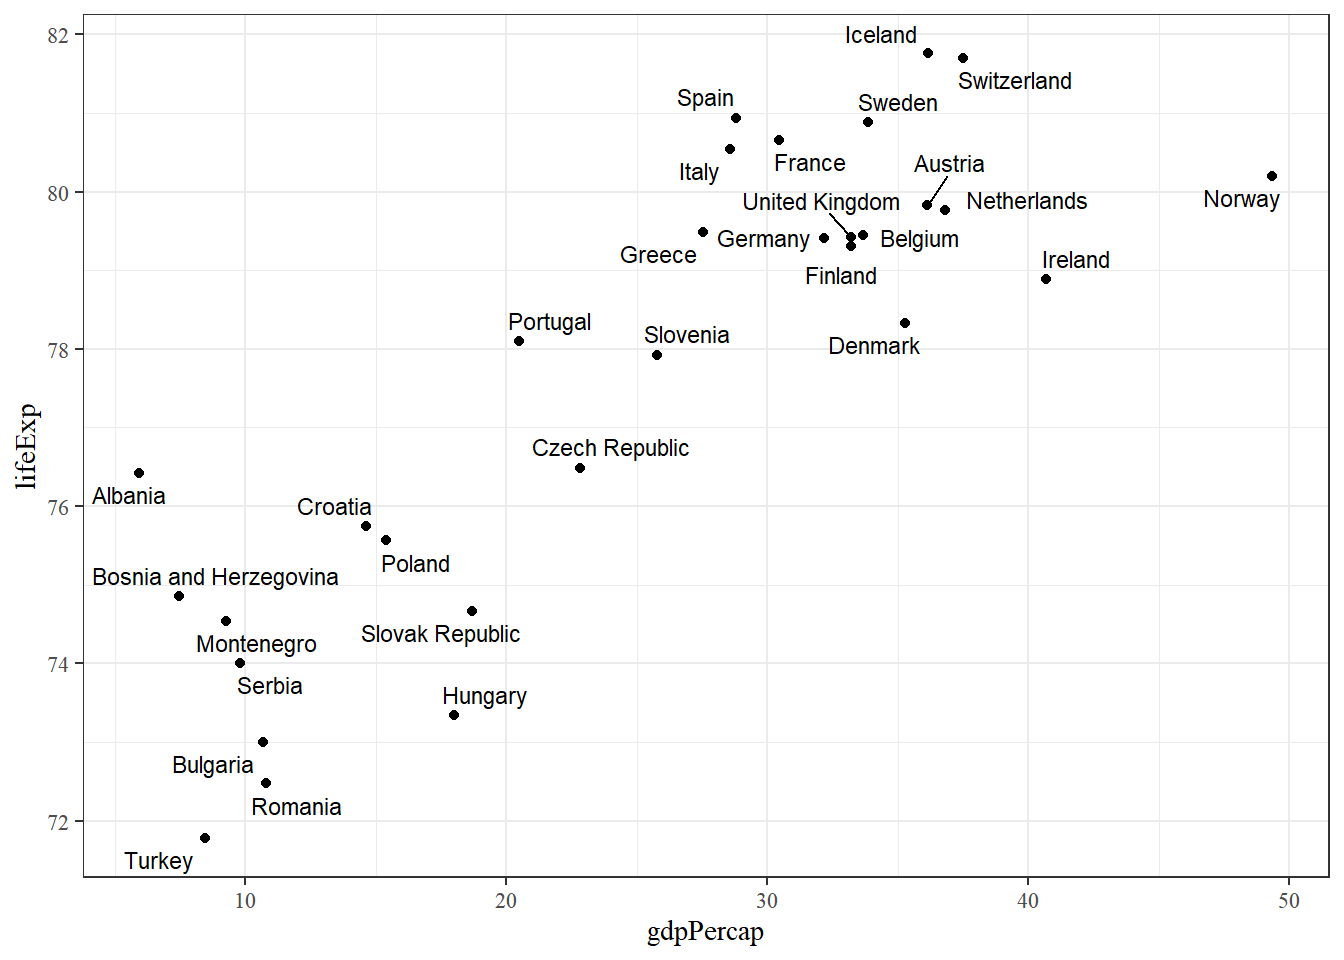 82
Iceland
Switzerland
Spain
Sweden
Italy
France
Austria
80
United Kingdom
Netherlands
Norway
Greece
Germany
Belgium
Finland
Ireland
Portugal
Slovenia
Denmark
78
Czech Republic
Albania
76
Croatia
Poland
Bosnia and Herzegovina
Montenegro
Slovak Republic
74
Serbia
Hungary
Bulgaria
Romania
72
Turkey
lifeExp
10 20 30 40 50
gdpPercap